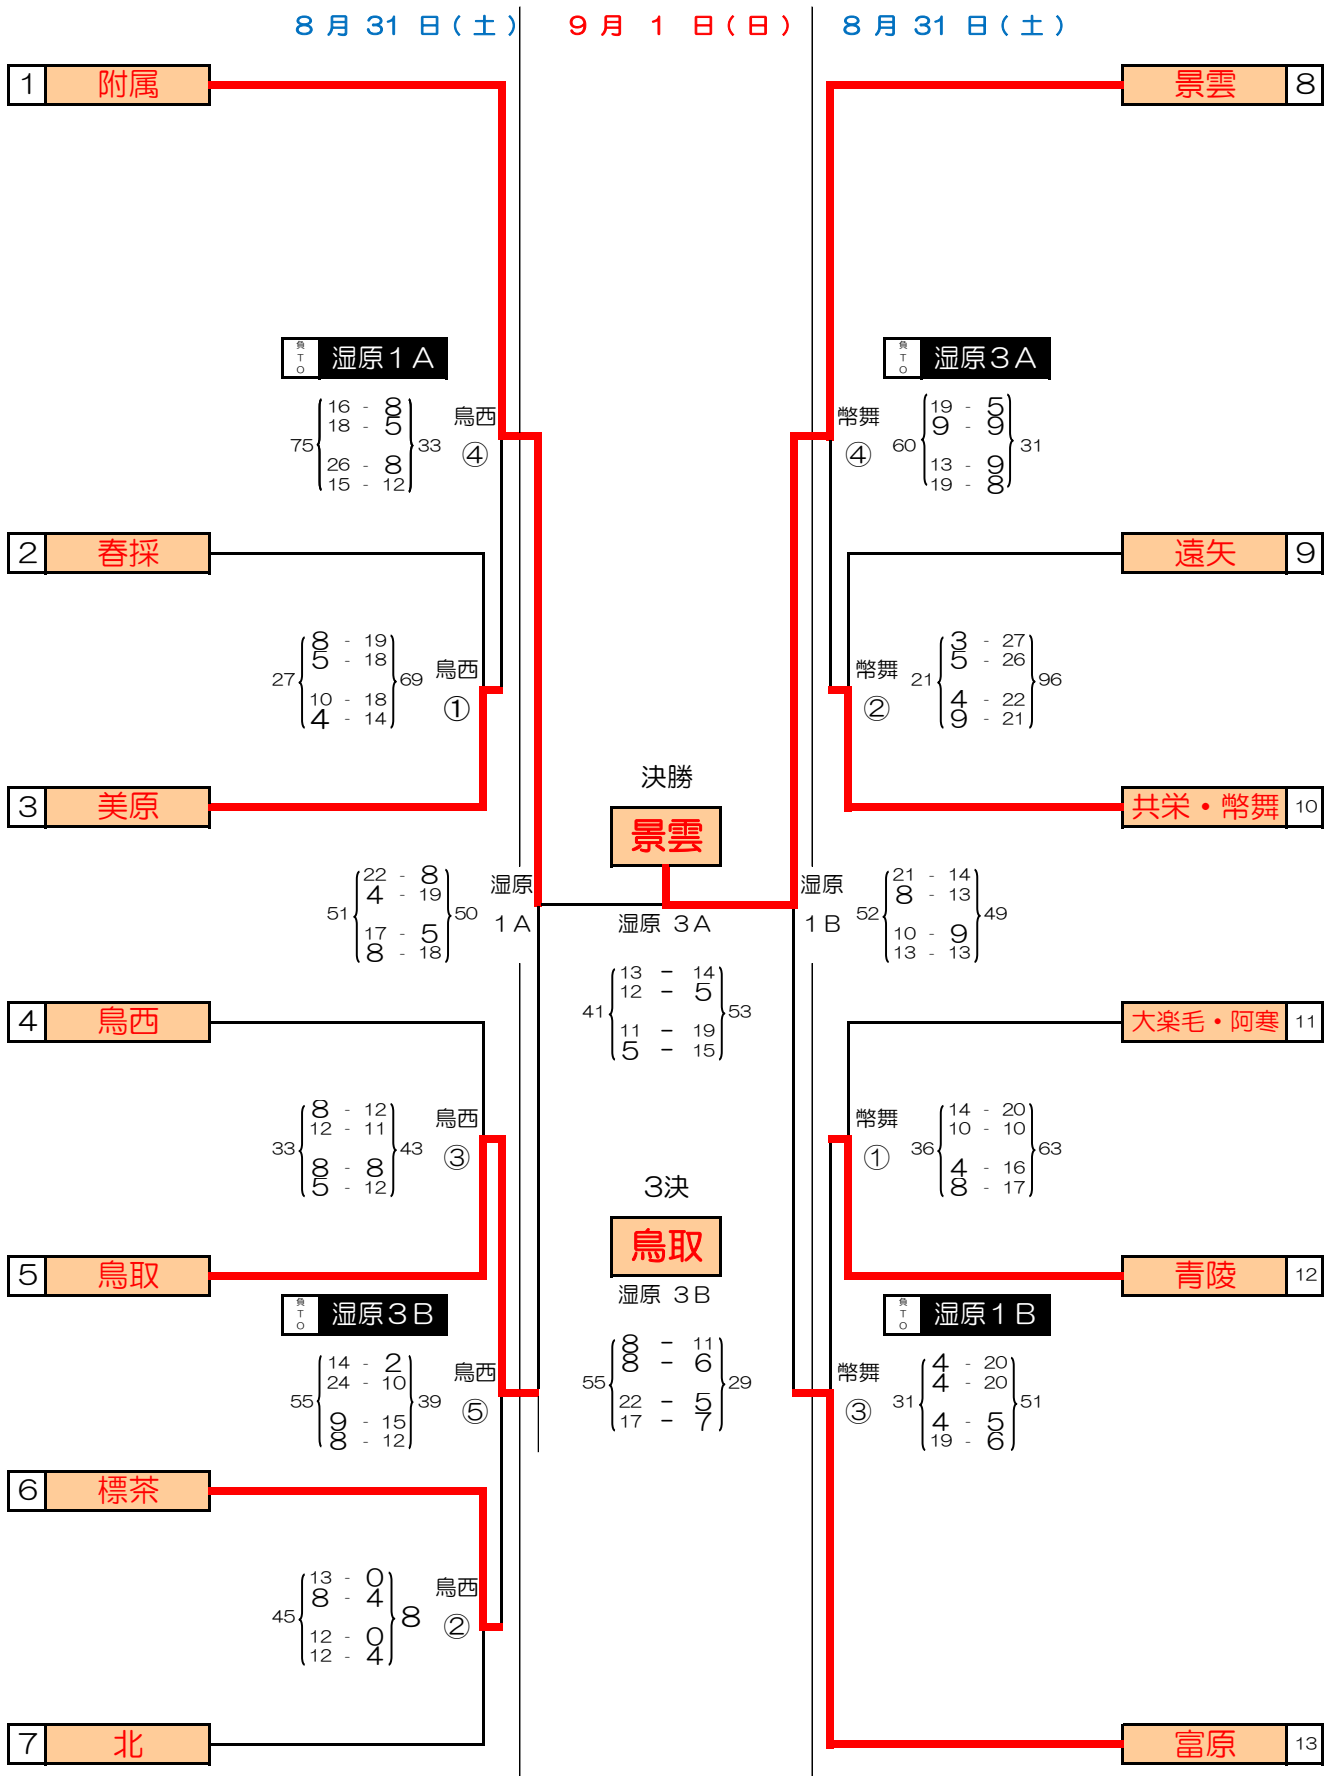 8 月 31 日(土) 9 月 1 日(日) 8 月 31 日(土)
1 附属
景雲 8
負TO 湿原１A
75 33
16 - 8
18 - 5
26 - 8
15 - 12
鳥西
④
負TO 湿原３A
幣舞
④
60 31
19 - 5
9 - 9
13 - 9
19 - 8
2 春採
遠矢 9
27 69
8 - 19
5 - 18
10 - 18
4 - 14
鳥西
①
幣舞
②
21 96
3 - 27
5 - 26
4 - 22
9 - 21
3 美原
共栄・幣舞 10
決勝
景雲
湿原 3A
41 53
13 - 14
12 - 5
11 - 19
5 - 15
51 50
22 - 8
4 - 19
17 - 5
8 - 18
湿原
1A
湿原
1B
52 49
21 - 14
8 - 13
10 - 9
13 - 13
4 鳥西
大楽毛・阿寒 11
33 43
8 - 12
12 - 11
8 - 8
5 - 12
鳥西
③
幣舞
①
36 63
14 - 20
10 - 10
4 - 16
8 - 17
3決
鳥取
湿原 3B
55 29
8 - 11
8 - 6
22 - 5
17 - 7
5 鳥取
青陵 12
負TO 湿原３B
55 39
14 - 2
24 - 10
9 - 15
8 - 12
鳥西
⑤
負TO 湿原１B
幣舞
③
31 51
4 - 20
4 - 20
4 - 5
19 - 6
6 標茶
45 8
13 - 0
8 - 4
12 - 0
12 - 4
鳥西
②
7 北
富原 13